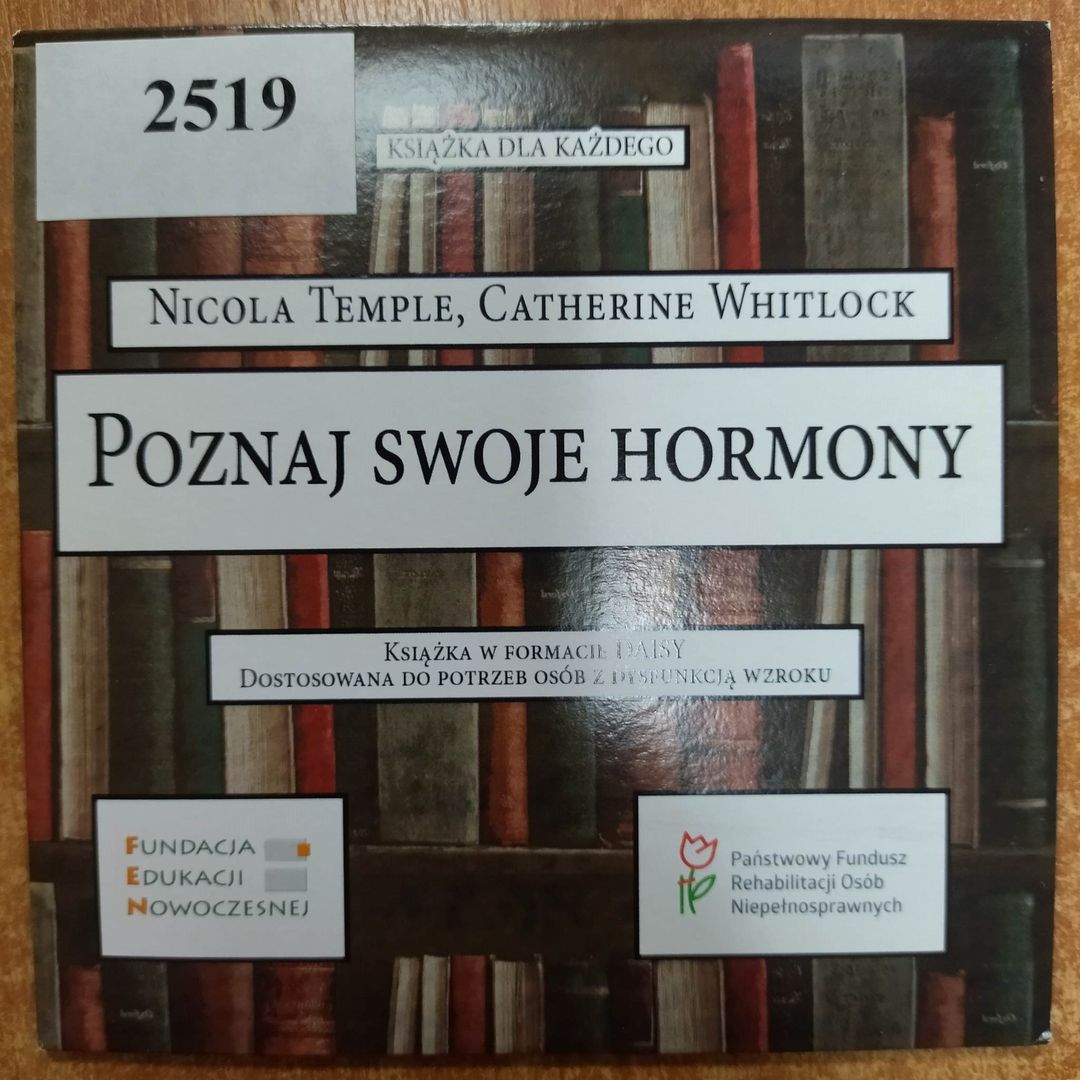 2519
KSIĄŻKA DLA KAŻDEGO
NICOLA TEMPLE, CATHERINE WHITLOCK
POZNAJ SWOJE HORMONY
KSIĄŻKA W FORMACIE DAISY
DOSTOSOWANA DO POTRZEB OSÓB Z DYSFUNKCJĄ WZROKU
FUNDACJA
EDUKACJI
NOWOCZESNEJ
Państwowy Fundusz
Rehabilitacji Osób
Niepełnosprawnych